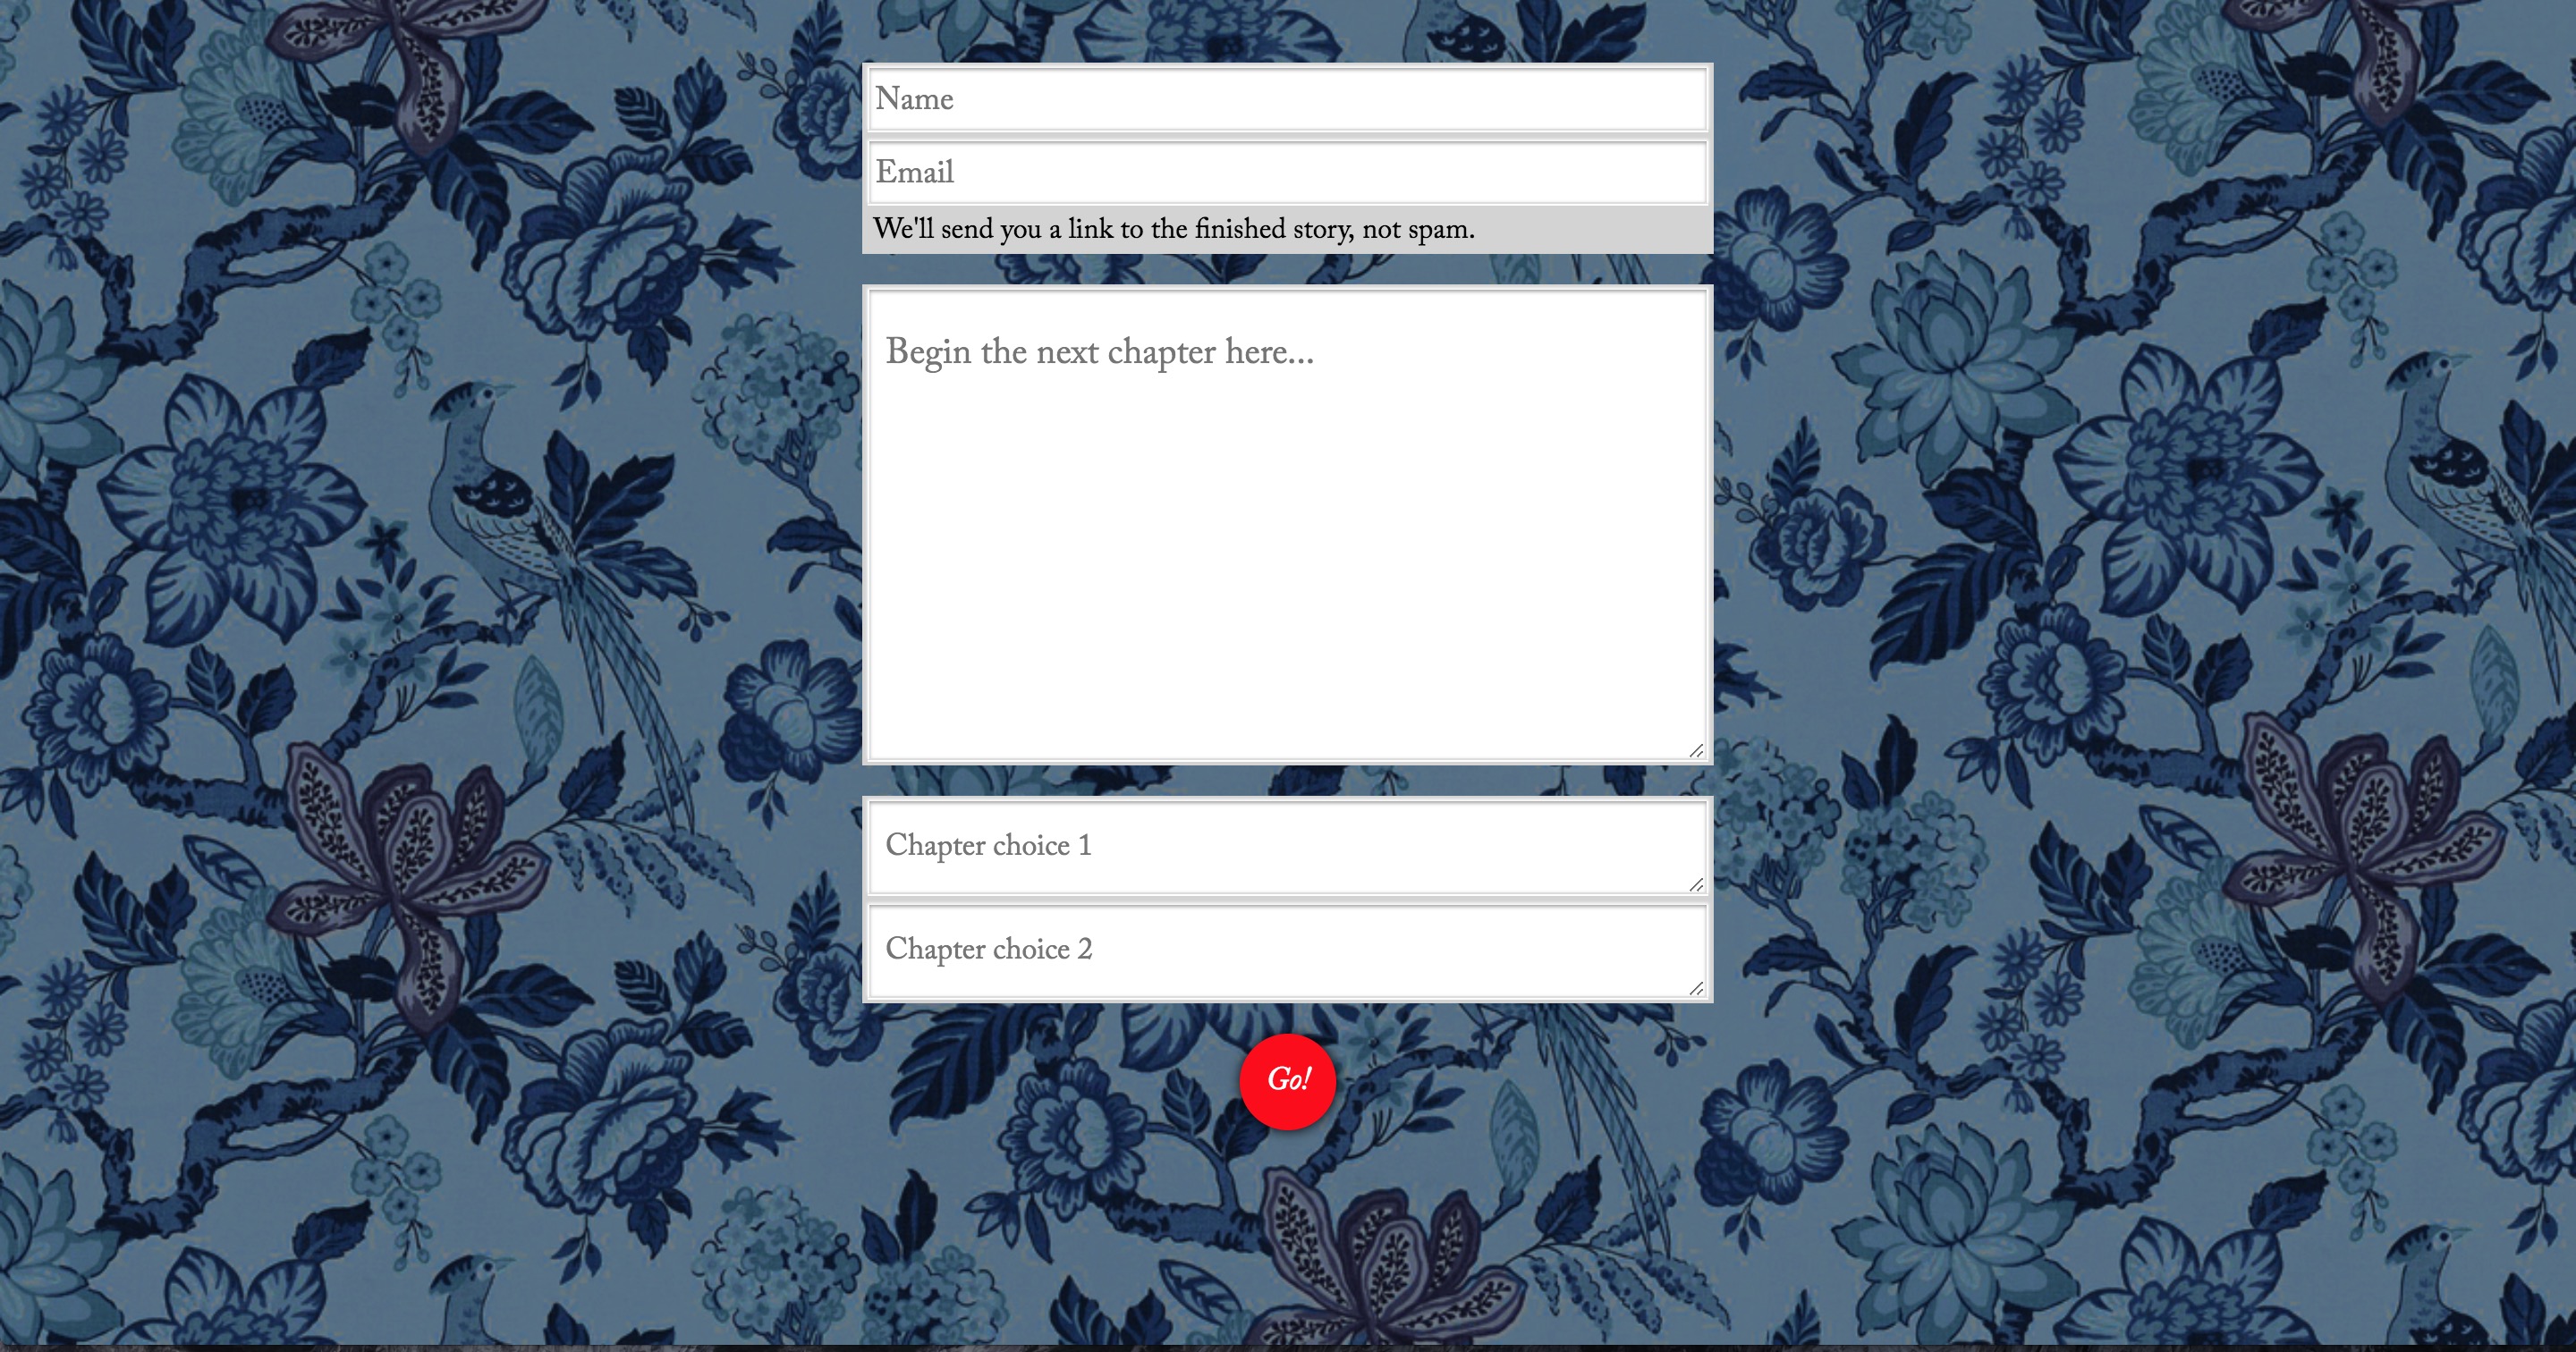 Name
Email
We'll send you a link to the finished story, not spam.
Begin the next chapter here...
Chapter choice 1
Chapter choice 2
Go!